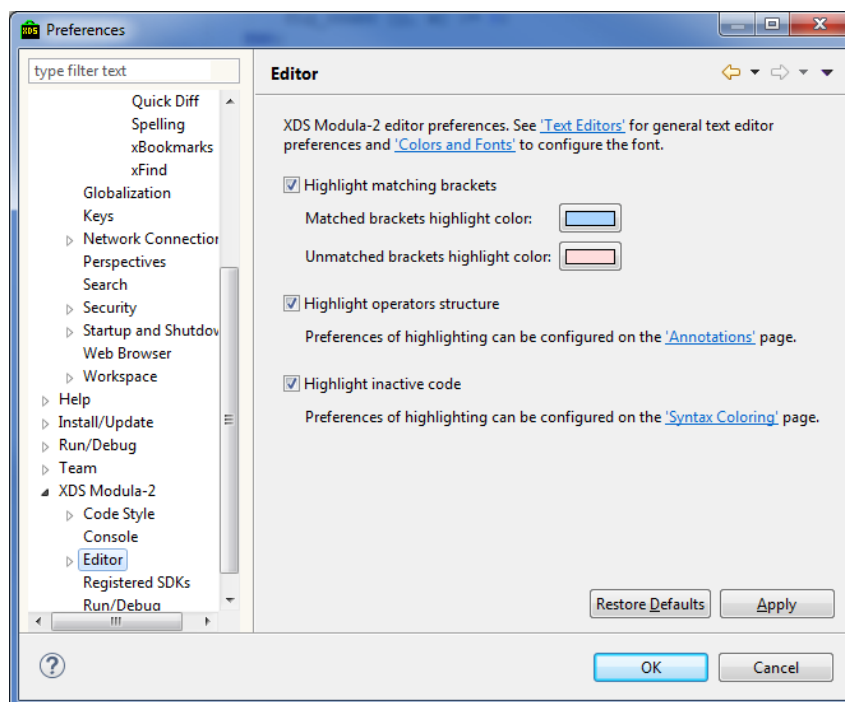 XDS Preferences
type filter text
Quick Diff
Spelling
xBookmarks
xFind
Globalization
Keys
Network Connection
Perspectives
Search
Security
Startup and Shutdov
Web Browser
Workspace
Help
Install/Update
Run/Debug
Team
XDS Modula-2
Code Style
Console
Editor
Registered SDKs
Run/Debug
Editor
XDS Modula-2 editor preferences. See 'Text Editors' for general text editor
preferences and 'Colors and Fonts' to configure the font.
Highlight matching brackets
Matched brackets highlight color:
Unmatched brackets highlight color:
Highlight operators structure
Preferences of highlighting can be configured on the 'Annotations' page.
Highlight inactive code
Preferences of highlighting can be configured on the 'Syntax Coloring' page.
Restore Defaults Apply
OK Cancel